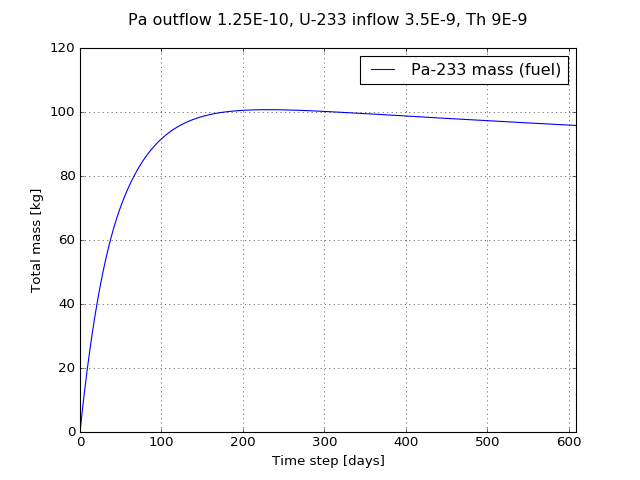 Pa outflow 1.25E-10, U-233 inflow 3.5E-9, Th 9E-9
Pa-233 mass (fuel)
Total mass [kg]
120
100
80
60
40
20
0
0 100 200 300 400 500 600
Time step [days]